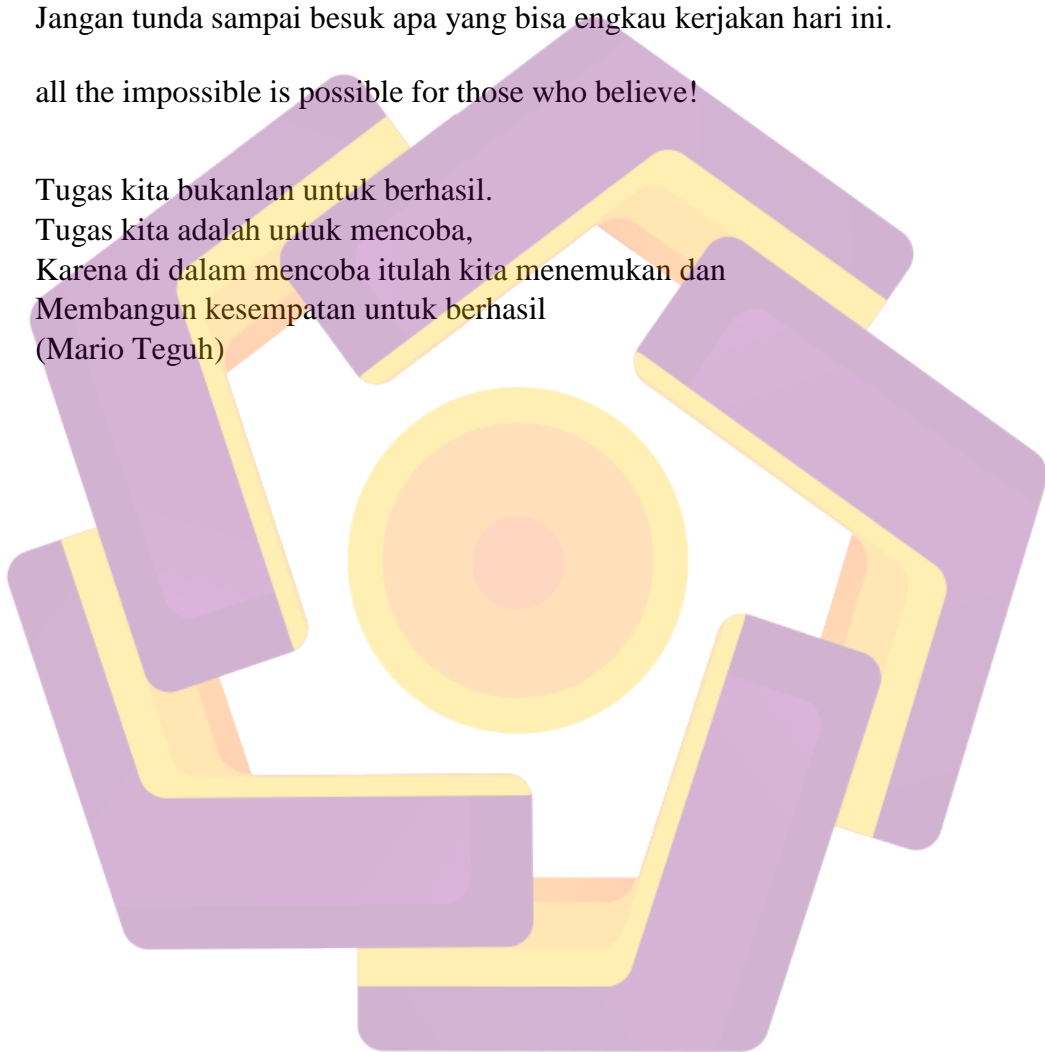 Jangan tunda sampai besuk apa yang bisa engkau kerjakan hari ini.
all the impossible is possible for those who believe!
Tugas kita bukanlan untuk berhasil.
Tugas kita adalah untuk mencoba,
Karena di dalam mencoba itulah kita menemukan dan
Membangun kesempatan untuk berhasil
(Mario Teguh)